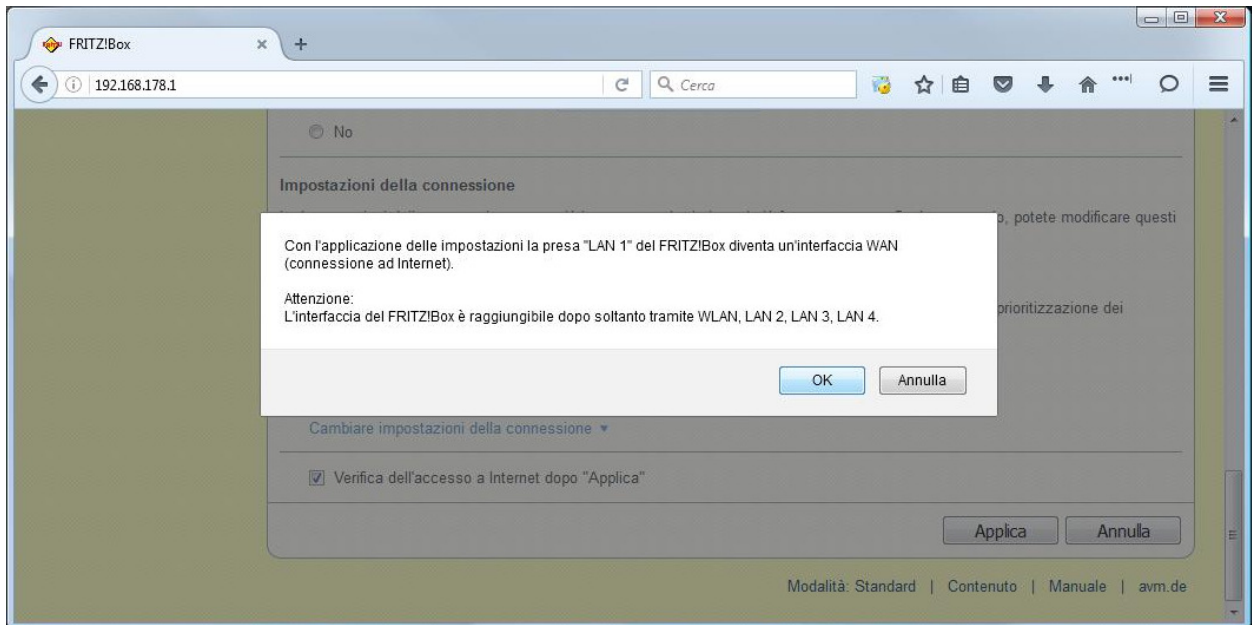 FRITZ!Box
192.168.178.1
Cerca
No
Impostazioni della connessione
potete modificare questi
Con l'applicazione delle impostazioni la presa "LAN 1" del FRITZ!Box diventa un'interfaccia WAN
(connessione ad Internet).
Attenzione:
L'interfaccia del FRITZ!Box è raggiungibile dopo soltanto tramite WLAN, LAN 2, LAN 3, LAN 4.
prioritizzazione dei
OK
Annulla
Cambiare impostazioni della connessione
Verifica dell'accesso a Internet dopo "Applica"
Applica
Annulla
Modalità: Standard | Contenuto | Manuale | avm.de